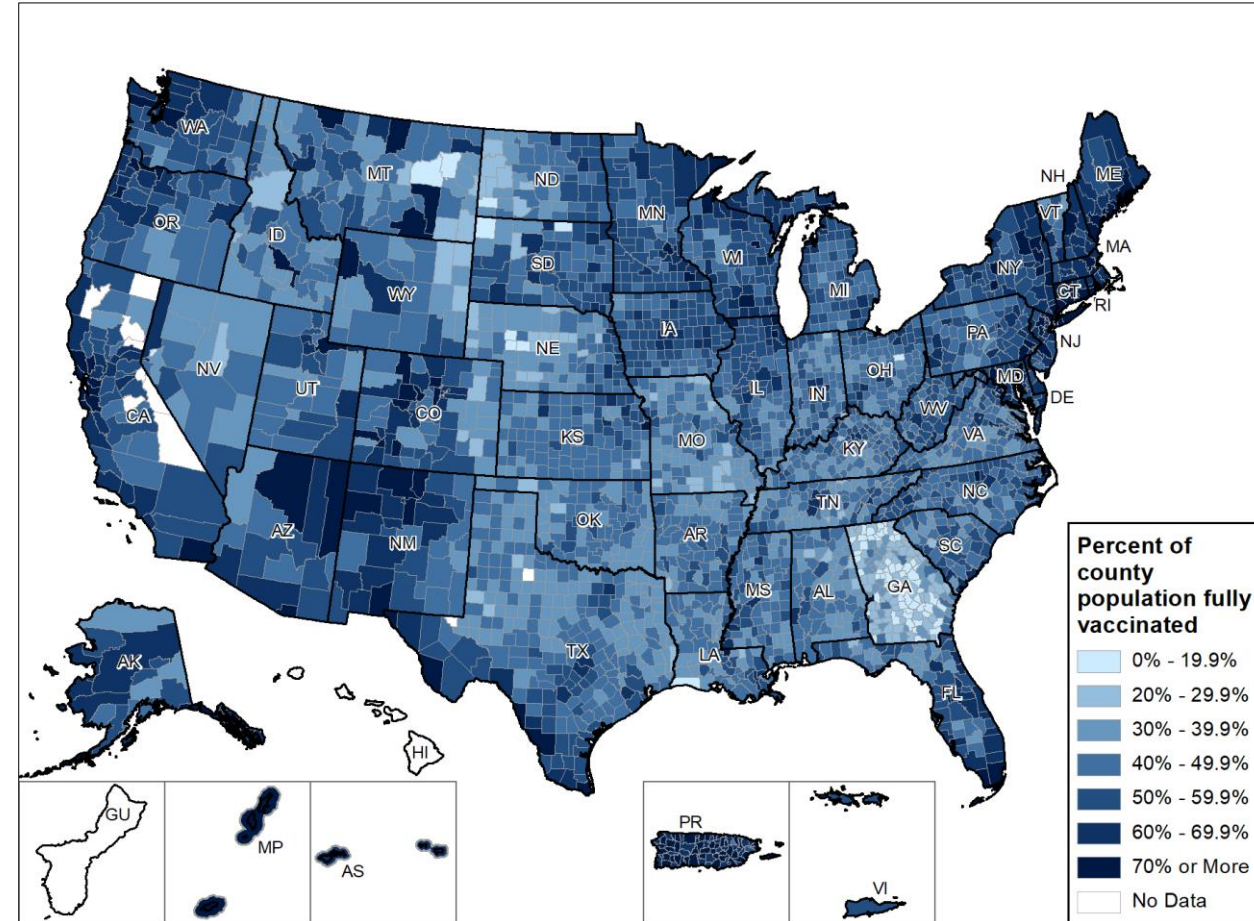 WA
MT
ND
MN
NH
ME
VT
OR
ID
SD
WI
MI
NY
MA
WY
CT
RI
IA
PA
NJ
NE
NV
OH
IL
IN
MD
DE
UT
CO
WV
CA
VA
KS
MO
KY
NC
TN
AZ
OK
NM
AR
SC
MS
AL
GA
TX
LA
AK
FL
HI
GU
MP
AS
PR
VI
Percent of
county
population fully
vaccinated
0% - 19.9%
20% - 29.9%
30% - 39.9%
40% - 49.9%
50% - 59.9%
60% - 69.9%
70% or More
No Data